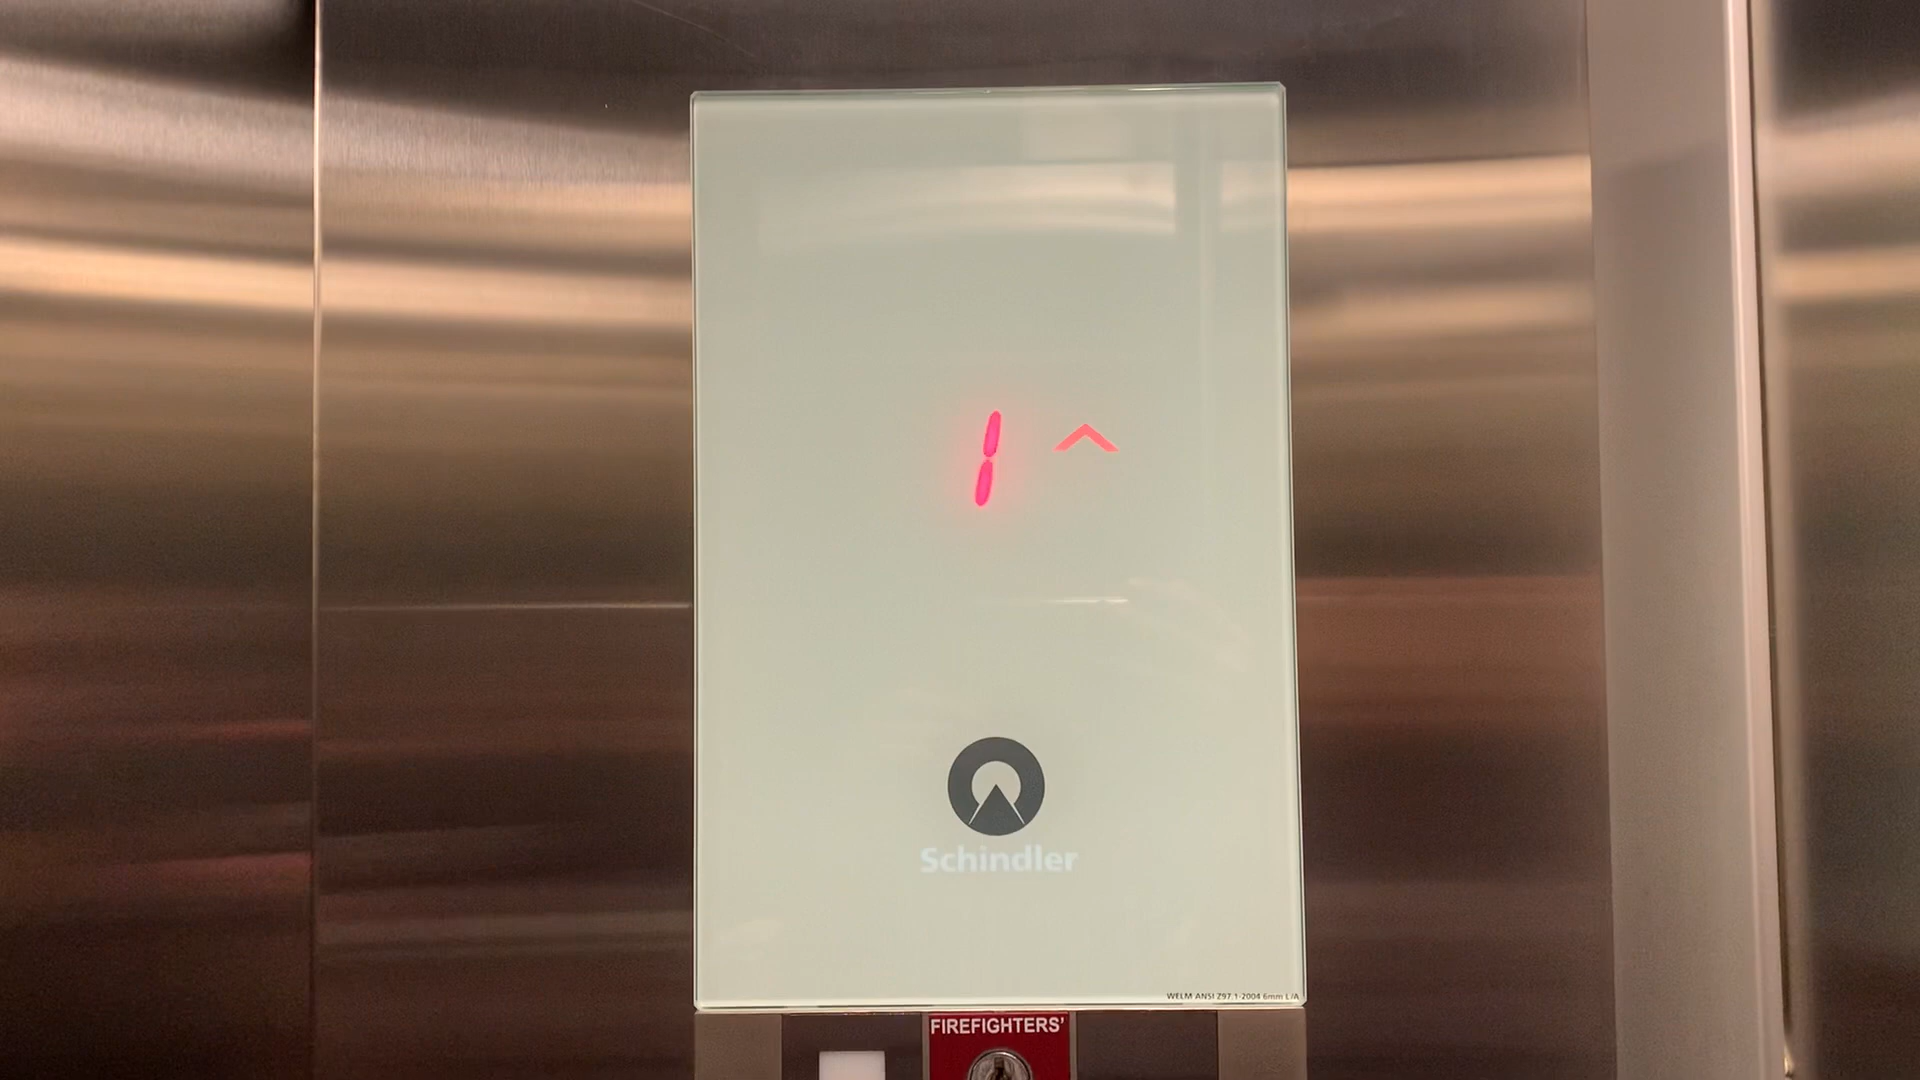 1
Schindler
WELM ANSI Z97.1-2004 6mm L/A
FIREFIGHTERS'